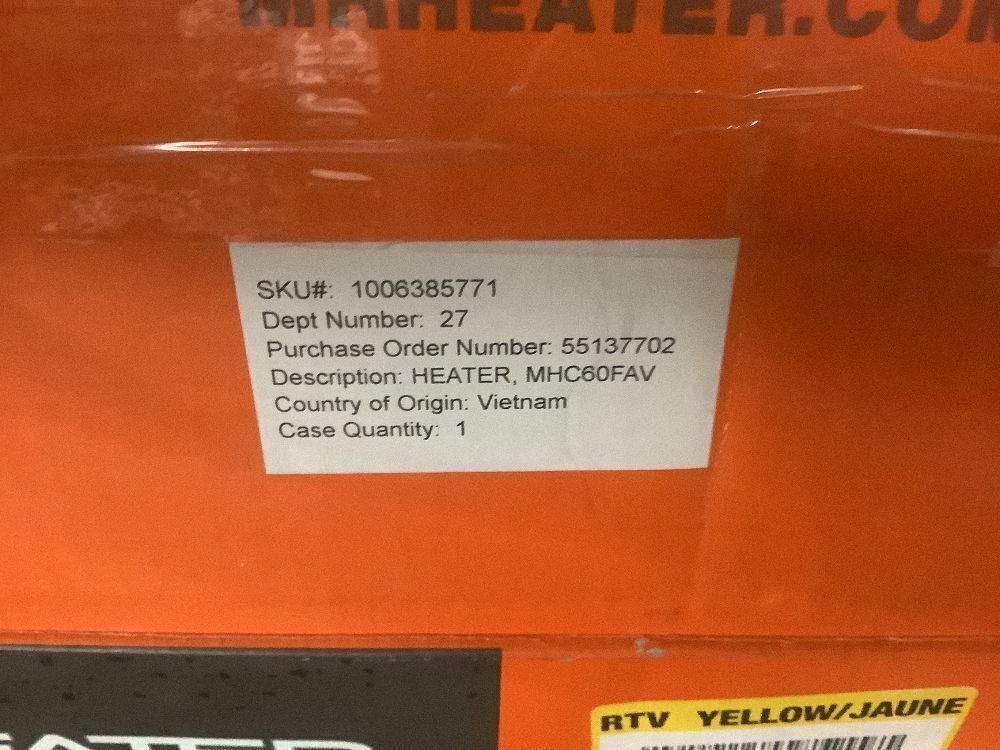 MRHEATER.COM
SKU#: 1006385771
Dept Number: 27
Purchase Order Number: 55137702
Description: HEATER, MHC60FAV
Country of Origin: Vietnam
Case Quantity: 1
RTV YELLOW/JAUNE